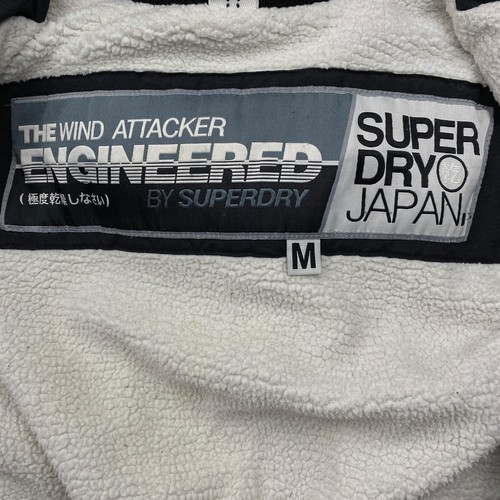 THE WIND ATTACKER
ENGINEERED
BY SUPERDRY
(極度乾燥しなさい)
SUPER
DRY
JAPAN
M